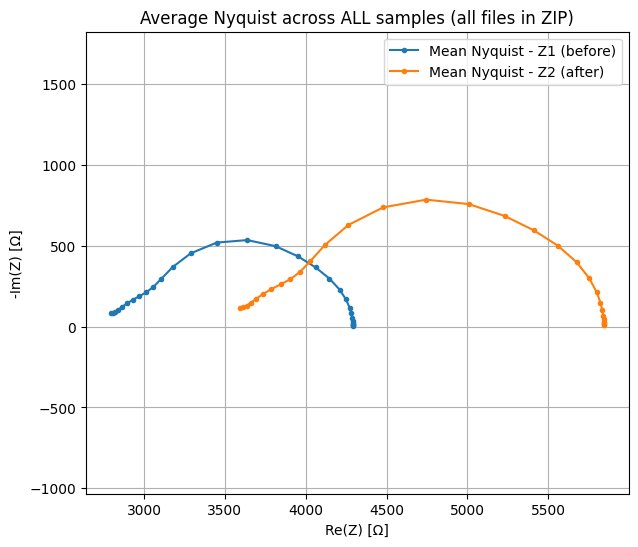 Average Nyquist across ALL samples (all files in ZIP)
Mean Nyquist - Z1 (before)
Mean Nyquist - Z2 (after)
1500
1000
500
0
−500
−1000
-Im(Z) [Ω]
3000 3500 4000 4500 5000 5500
Re(Z) [Ω]